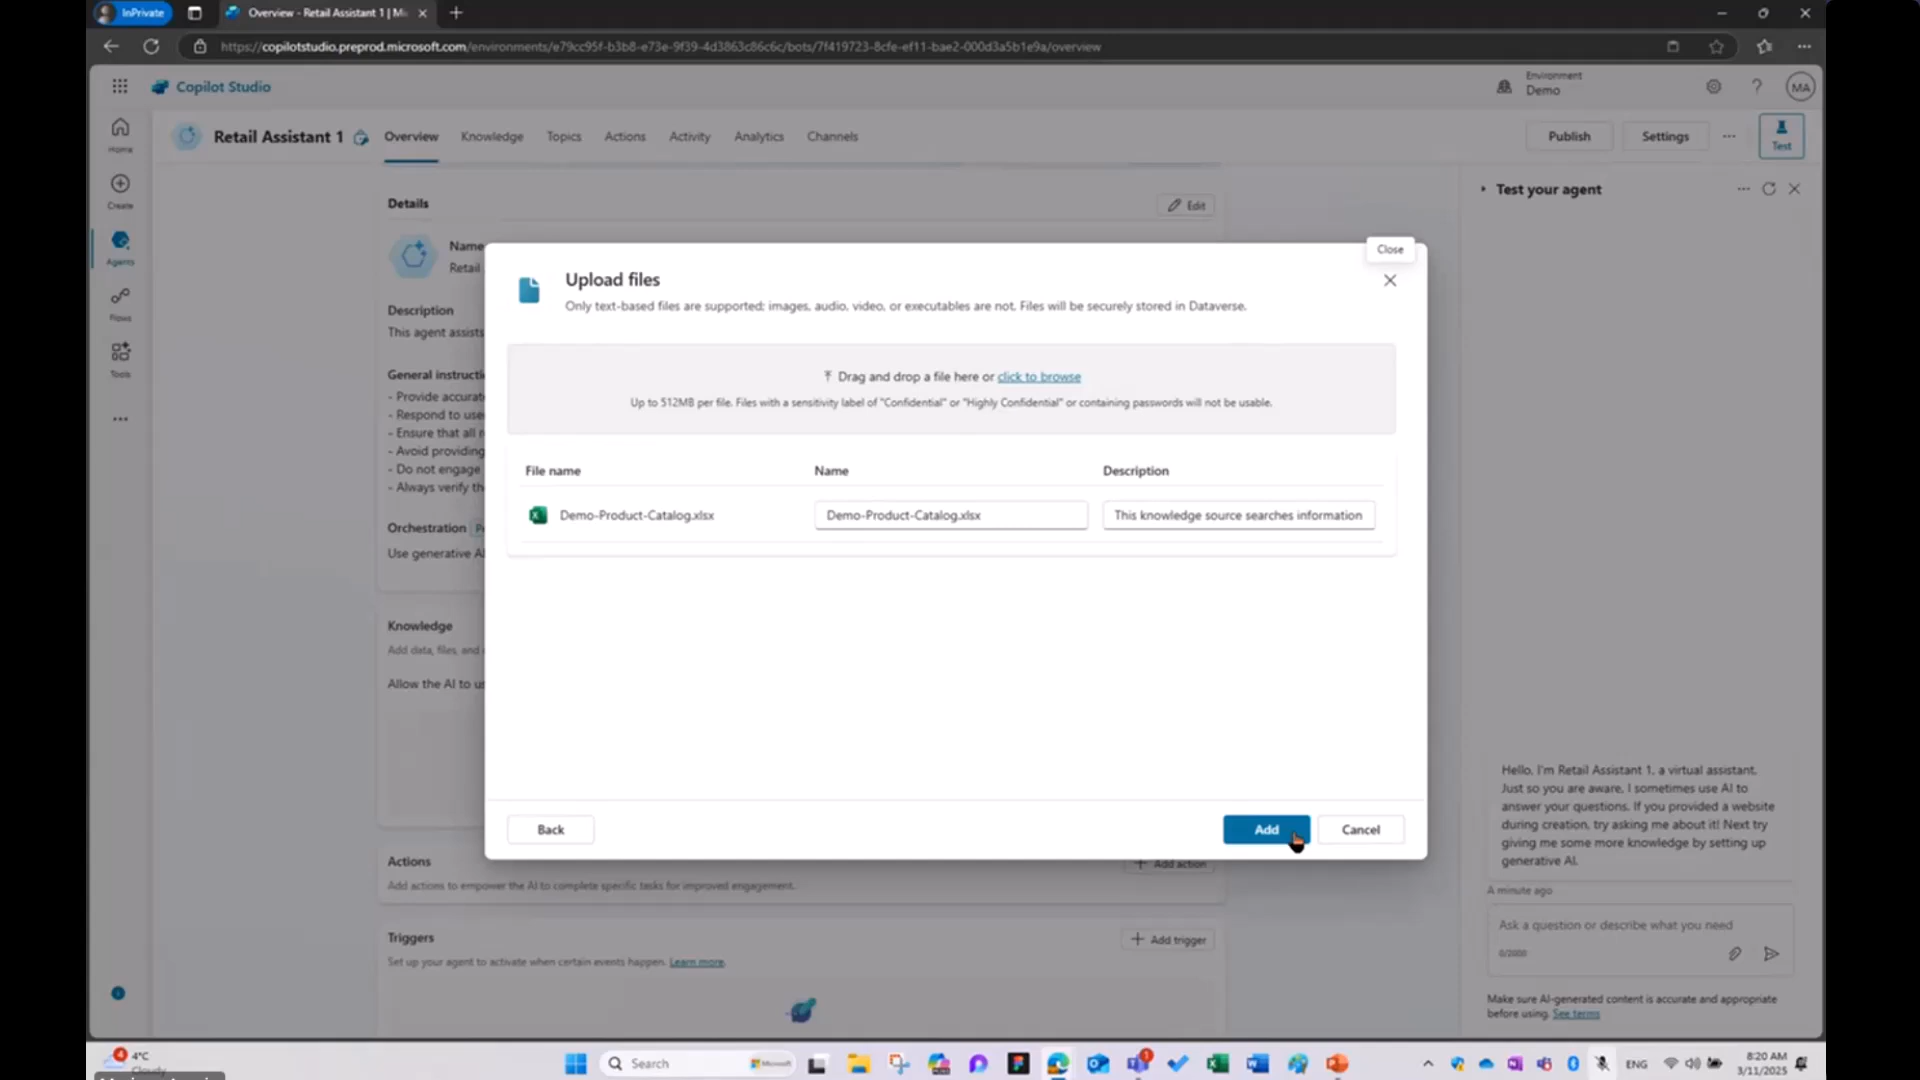 InPrivate
Overview - Retail Assistant 1 | Mi
https://copilotstudio.preprod.microsoft.com/environments/e79cc95f-b3b8-e73e-9f39-4d3863c86c6c/bots/7f419723-8cfe-ef11-bae2-000d3a5b1e9a/overview
Copilot Studio
Environment
Demo
MA
Retail Assistant 1
Overview
Knowledge
Topics
Actions
Activity
Analytics
Channels
Publish
Settings
Test
Home
Create
Agents
Flows
Tools
Details
Edit
Test your agent
Name
Retail
Description
This agent assists
General instructi
- Provide accurat
- Respond to use
- Ensure that all r
- Avoid providing
- Do not engage
- Always verify th
Orchestration
Use generative AI
Knowledge
Add data, files, and
Allow the AI to us
Close
Upload files
Only text-based files are supported; images, audio, video, or executables are not. Files will be securely stored in Dataverse.
Drag and drop a file here or click to browse
Up to 512MB per file. Files with a sensitivity label of "Confidential" or "Highly Confidential" or containing passwords will not be usable.
File name
Name
Description
Demo-Product-Catalog.xlsx
Demo-Product-Catalog.xlsx
This knowledge source searches information
Back
Add
Cancel
Actions
Add action
Add actions to empower the AI to complete specific tasks for improved engagement.
Triggers
Add trigger
Set up your agent to activate when certain events happen. Learn more.
Hello, I'm Retail Assistant 1, a virtual assistant.
Just so you are aware, I sometimes use AI to
answer your questions. If you provided a website
during creation, try asking me about it! Next try
giving me some more knowledge by setting up
generative AI.
A minute ago
Ask a question or describe what you need
0/2000
Make sure AI-generated content is accurate and appropriate
before using. See terms
4
4°C
Cloudy
Search
Microsoft
1
ENG
8:20 AM
3/11/2025